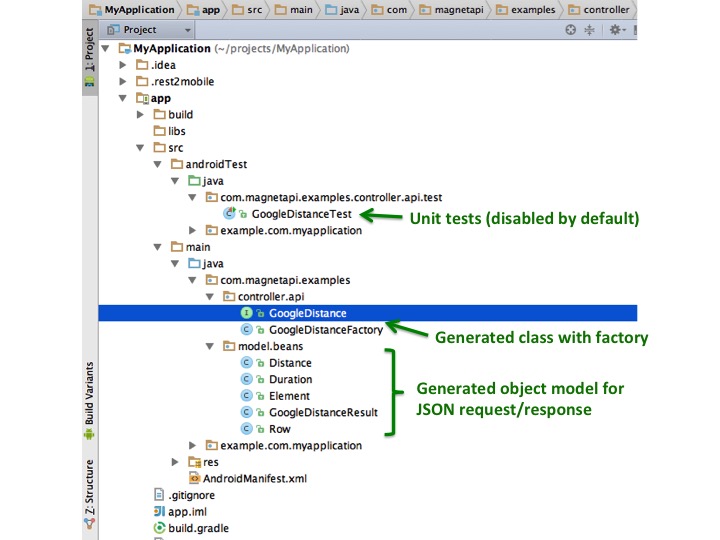 MyApplication app src main java com magnetapi examples controller
1: Project
Project
MyApplication (~/projects/MyApplication)
.idea
.rest2mobile
app
build
libs
src
androidTest
java
com.magnetapi.examples.controller.api.test
GoogleDistanceTest
Unit tests (disabled by default)
example.com.myapplication
main
java
com.magnetapi.examples
controller.api
GoogleDistance
GoogleDistanceFactory
Generated class with factory
model.beans
Distance
Duration
Element
GoogleDistanceResult
Row
Generated object model for
JSON request/response
example.com.myapplication
res
AndroidManifest.xml
.gitignore
app.iml
build.gradle
Build Variants
Z: Structure